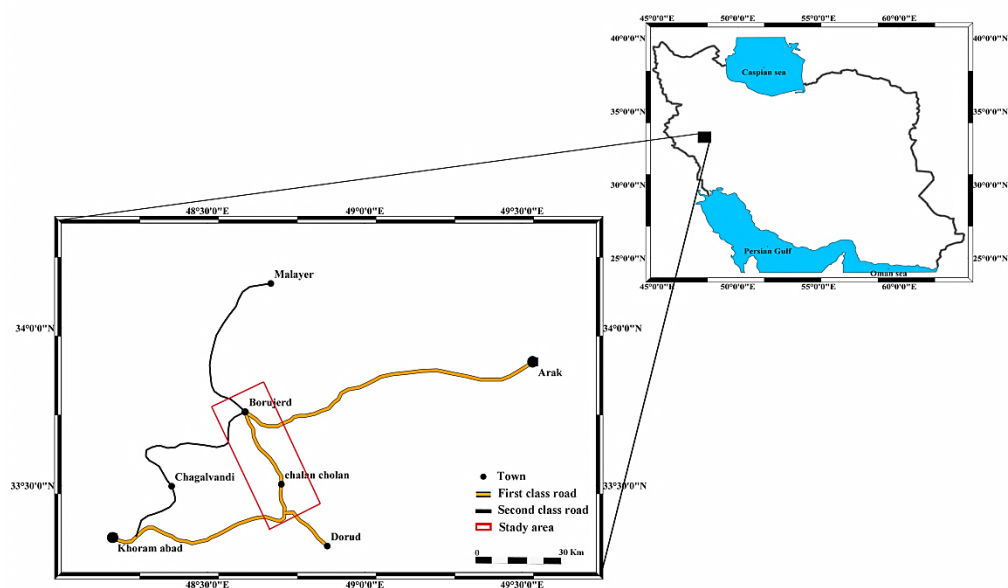 45°0'0"E 50°0'0"E 55°0'0"E 60°0'0"E
40°0'0"N 40°0'0"N
Caspian sea
35°0'0"N 35°0'0"N
30°0'0"N 30°0'0"N
Persian Gulf
25°0'0"N 25°0'0"N
Oman sea
45°0'0"E 50°0'0"E 55°0'0"E 60°0'0"E
48°30'0"E 49°0'0"E 49°30'0"E
Malayer
34°0'0"N 34°0'0"N
Arak
Borujerd
Chagalvandi
chalan cholan
33°30'0"N 33°30'0"N
Khoram abad
Dorud
Town
First class road
Second class road
Stady area
0 30 Km
48°30'0"E 49°0'0"E 49°30'0"E